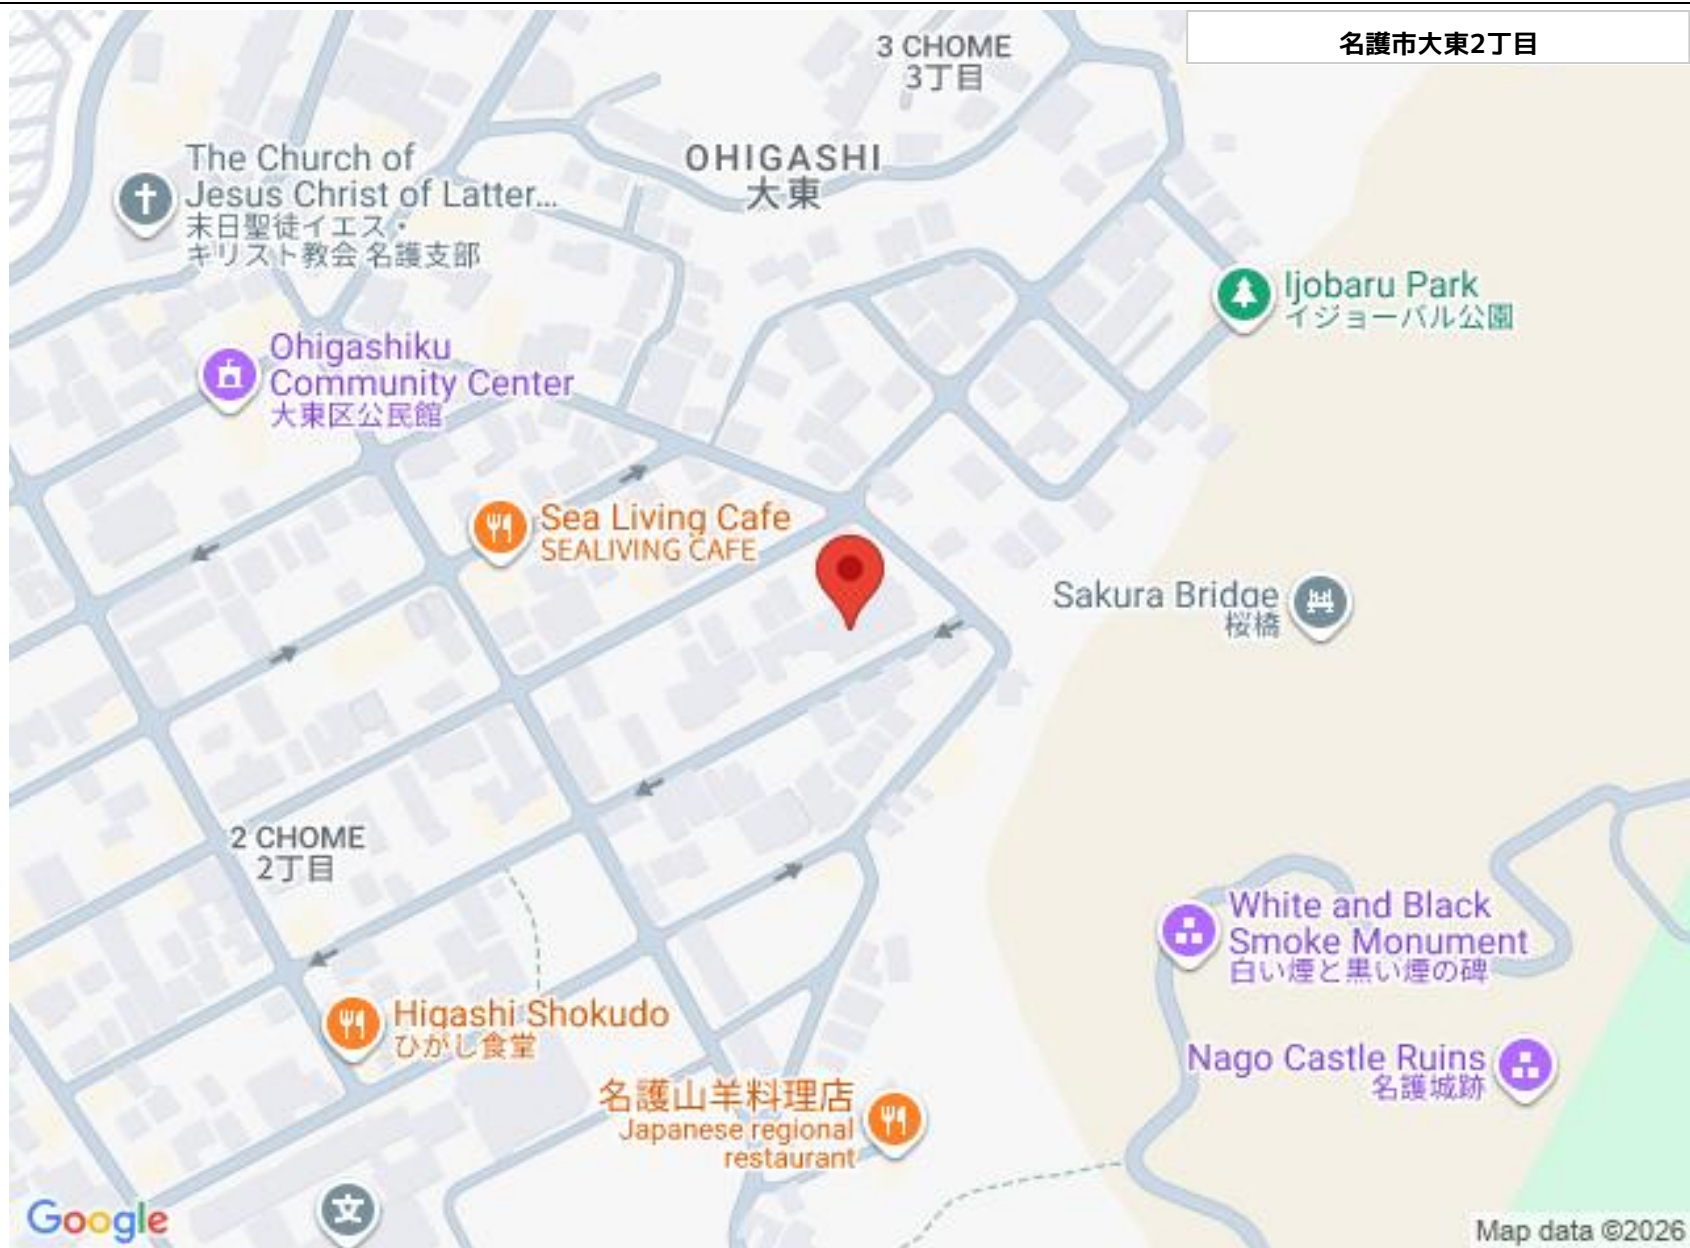 名護市大東2丁目
3 CHOME
3丁目
OHIGASHI
大東
The Church of
Jesus Christ of Latter...
末日聖徒イエス・
キリスト教会 名護支部
Ijobaru Park
イジョーバル公園
Ohigashiku
Community Center
大東区公民館
Sea Living Cafe
SEALIVING CAFE
Sakura Bridge
桜橋
2 CHOME
2丁目
White and Black
Smoke Monument
白い煙と黒い煙の碑
Higashi Shokudo
ひがし食堂
Nago Castle Ruins
名護城跡
名護山羊料理店
Japanese regional
restaurant
文
Google
Map data ©2026